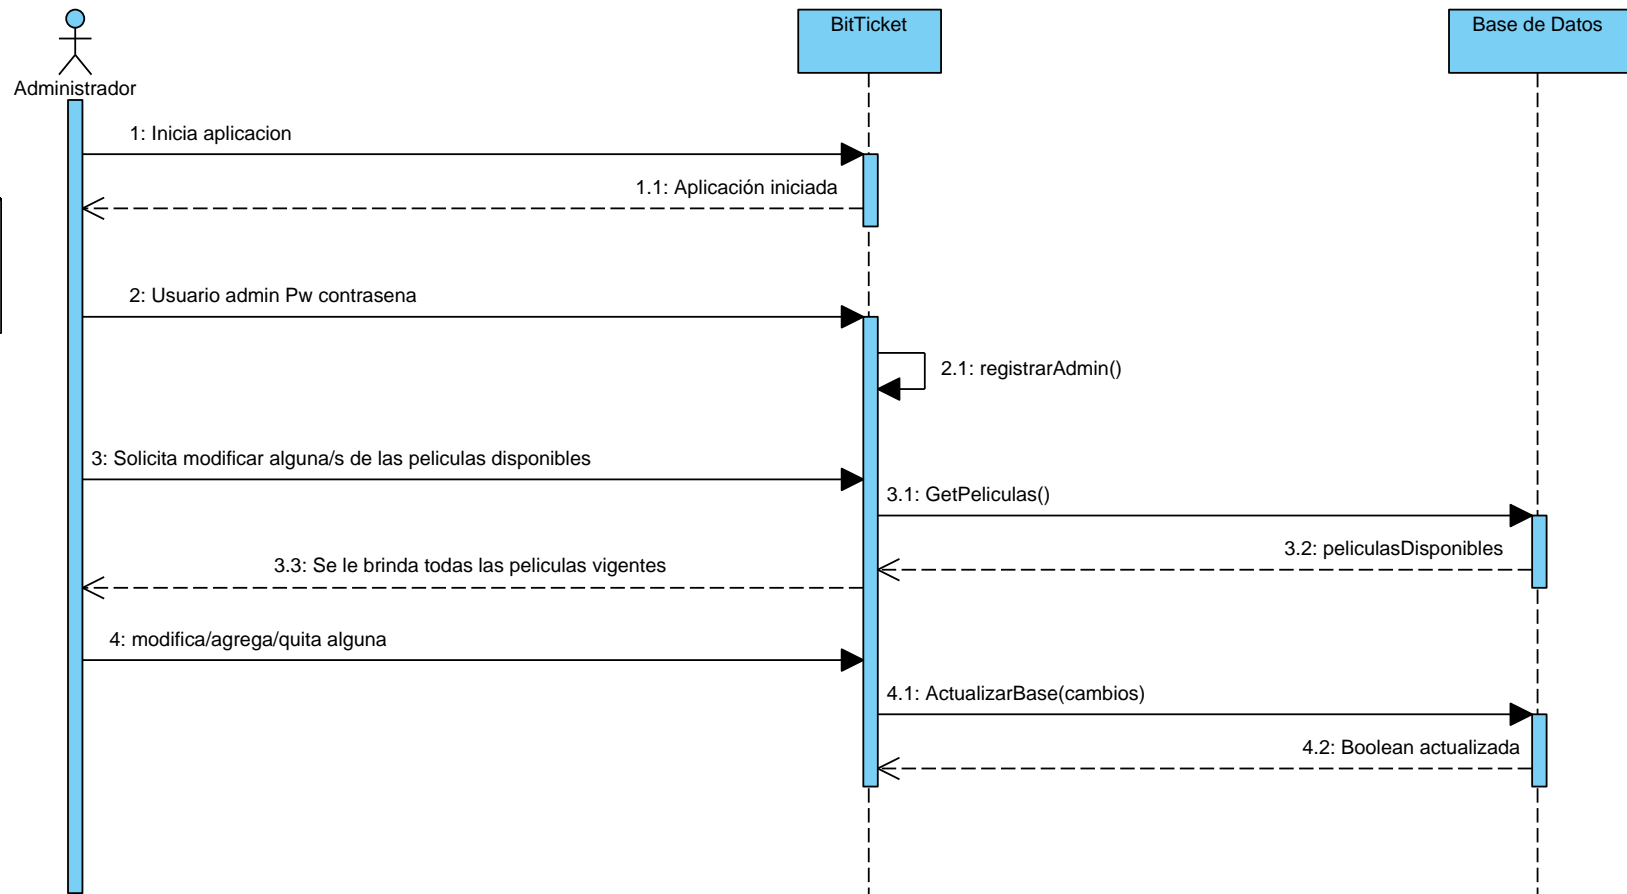 BitTicket
Base de Datos
Administrador
1: Inicia aplicacion
1.1: Aplicación iniciada
2: Usuario admin Pw contrasena
2.1: registrarAdmin()
3: Solicita modificar alguna/s de las peliculas disponibles
3.1: GetPeliculas()
3.2: peliculasDisponibles
3.3: Se le brinda todas las peliculas vigentes
4: modifica/agrega/quita alguna
4.1: ActualizarBase(cambios)
4.2: Boolean actualizada